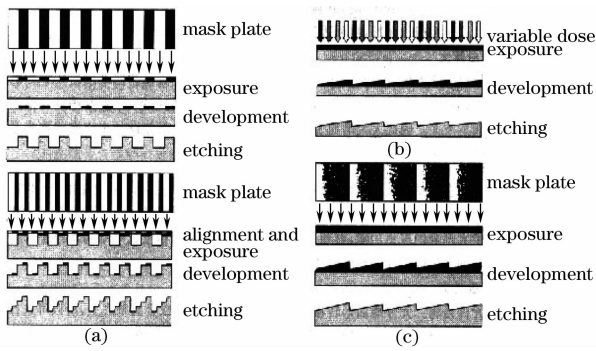 mask plate
exposure
development
etching
mask plate
alignment and
exposure
development
etching
(a)
variable dose
exposure
development
etching
(b)
mask plate
exposure
development
etching
(c)